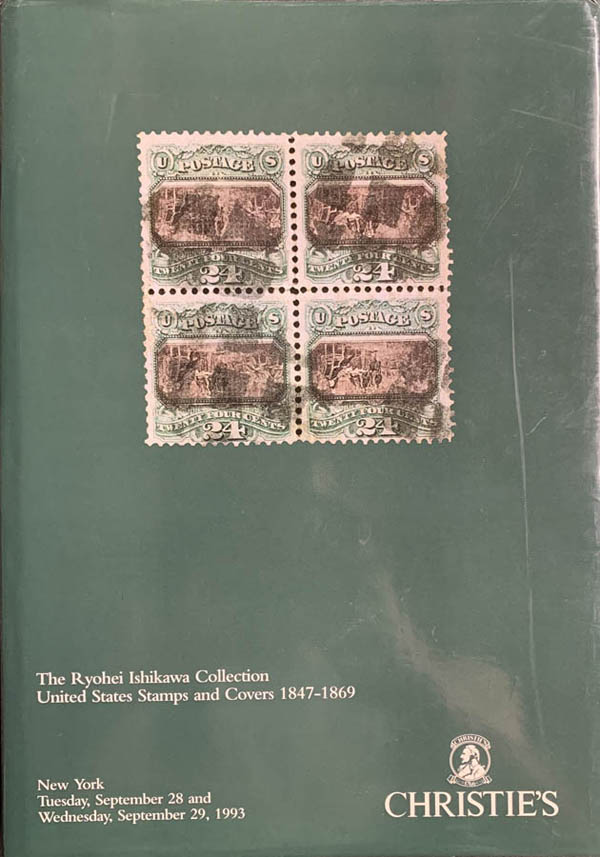 U POSTAGE S U POSTAGE S
TWENTY FOUR CENTS TWENTY FOUR CENTS
24 24
U POSTAGE S U POSTAGE S
TWENTY FOUR CENTS TWENTY FOUR CENTS
24 24
The Ryohei Ishikawa Collection
United States Stamps and Covers 1847-1869
New York
Tuesday, September 28 and
Wednesday, September 29, 1993
CHRISTIE'S
CHRISTIE'S